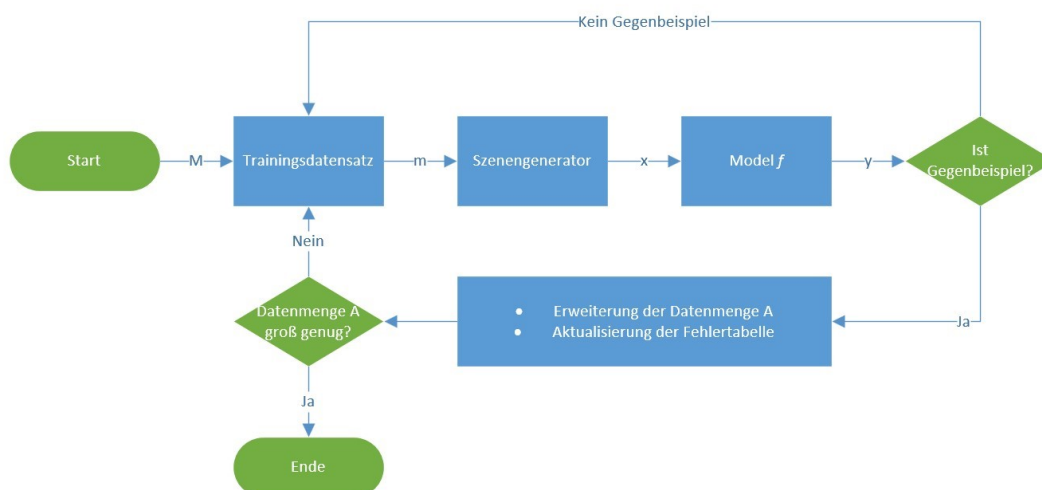 Kein Gegenbeispiel
Start
M
Trainingsdatensatz
m
Szenengenerator
x
Model f
y
Ist
Gegenbeispiel?
Nein
Datenmenge A
groß genug?
• Erweiterung der Datenmenge A
• Aktualisierung der Fehlertabelle
Ja
Ja
Ende